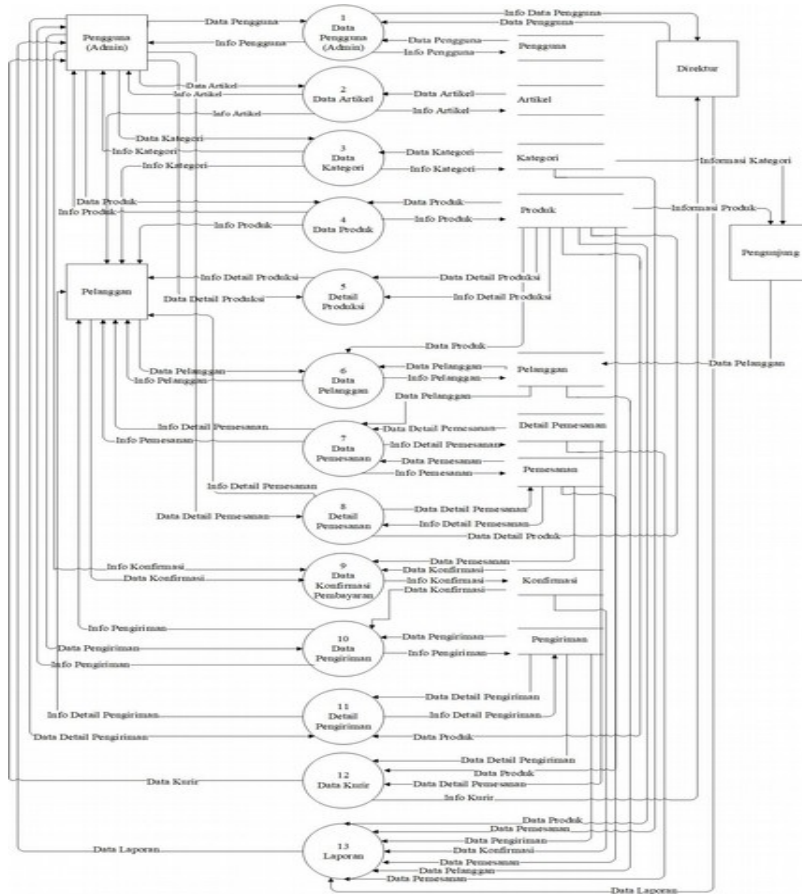 Pengguna
(Admin)
Data Pengguna
Info Pengguna
1
Data
Pengguna
(Admin)
Info Data Pengguna
Data Pengguna
Data Pengguna
Info Pengguna
Pengguna
Direktur
Data Artikel
Info Artikel
Info Artikel
2
Data Artikel
Data Artikel
Info Artikel
Artikel
Data Kategori
Info Kategori
Info Kategori
3
Data
Kategori
Data Kategori
Info Kategori
Kategori
Informasi Kategori
Data Produk
Info Produk
Info Produk
4
Data Produk
Data Produk
Info Produk
Produk
Informasi Produk
Pengunjung
Pelanggan
Info Detail Produksi
Data Detail Produksi
5
Detail
Produksi
Data Detail Produksi
Info Detail Produksi
Data Produk
Data Pelanggan
Info Pelanggan
6
Data
Pelanggan
Data Pelanggan
Info Pelanggan
Pelanggan
Data Pelanggan
Data Pelanggan
Info Detail Pemesanan
Info Pemesanan
7
Data
Pemesanan
Data Detail Pemesanan
Info Detail Pemesanan
Data Pemesanan
Info Pemesanan
Detail Pemesanan
Pemesanan
Info Detail Pemesanan
Data Detail Pemesanan
8
Detail
Pemesanan
Data Detail Pemesanan
Info Detail Pemesanan
Data Detail Produk
Info Konfirmasi
Data Konfirmasi
9
Data
Konfirmasi
Pembayaran
Data Pemesanan
Data Konfirmasi
Info Konfirmasi
Data Konfirmasi
Konfirmasi
Info Pengiriman
Data Pengiriman
Info Pengiriman
10
Data
Pengiriman
Data Pengiriman
Info Pengiriman
Pengiriman
Info Detail Pengiriman
Data Detail Pengiriman
11
Detail
Pengiriman
Data Detail Pengiriman
Info Detail Pengiriman
Data Produk
Data Kurir
12
Data Kurir
Data Detail Pengiriman
Data Produk
Data Detail Pemesanan
Info Kurir
Data Laporan
13
Laporan
Data Produk
Data Pemesanan
Data Pengiriman
Data Konfirmasi
Data Pemesanan
Data Pelanggan
Data Pemesanan
Data Laporan